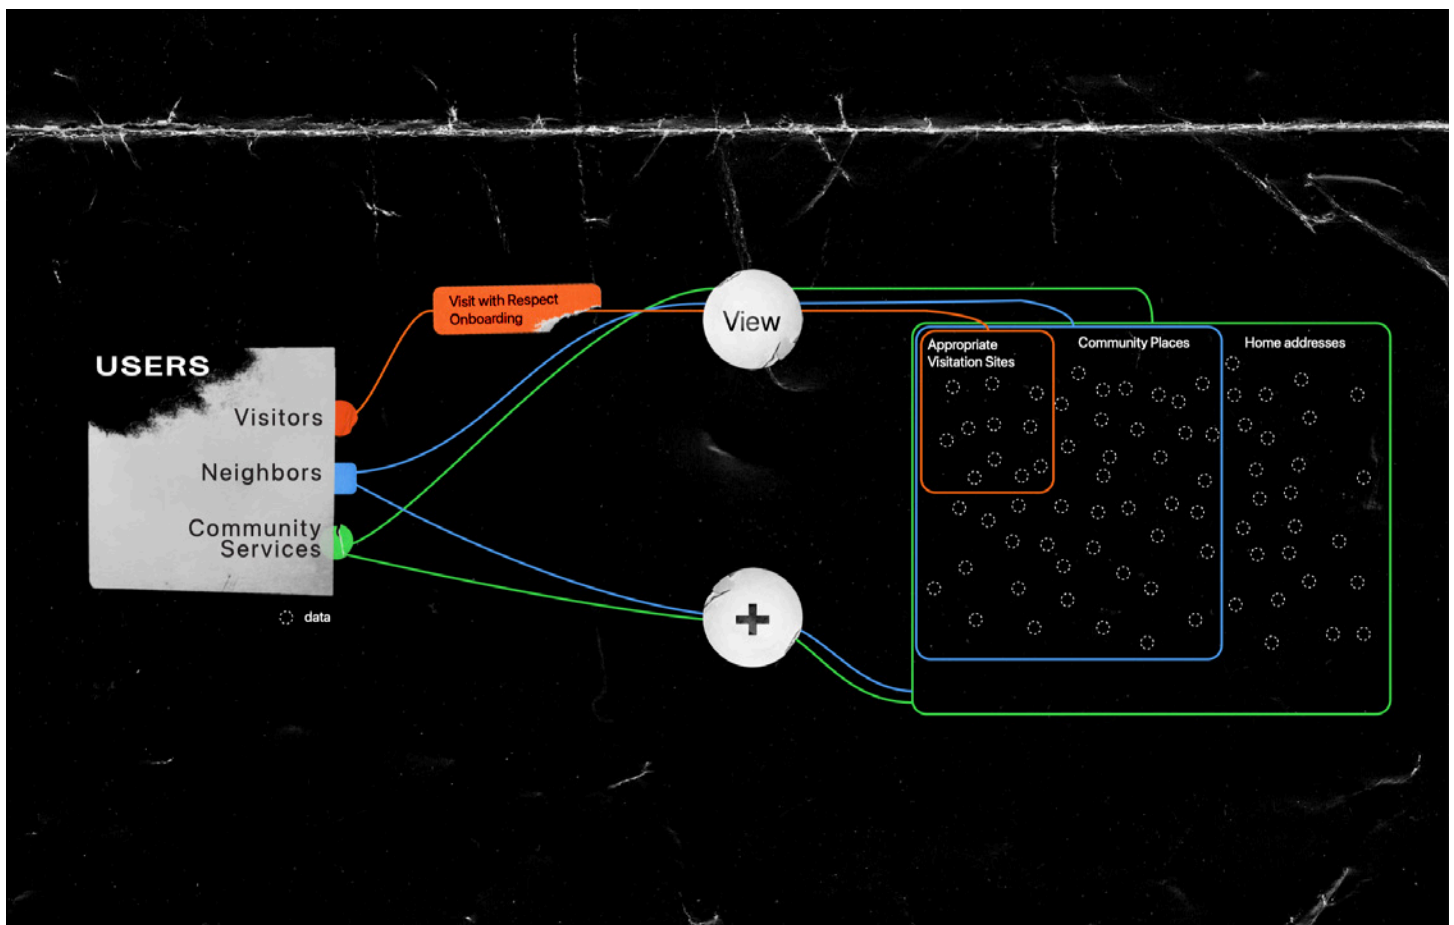 USERS
Visitors
Neighbors
Community
Services
data
Visit with Respect
Onboarding
View
+
Appropriate
Visitation Sites
Community Places
Home addresses